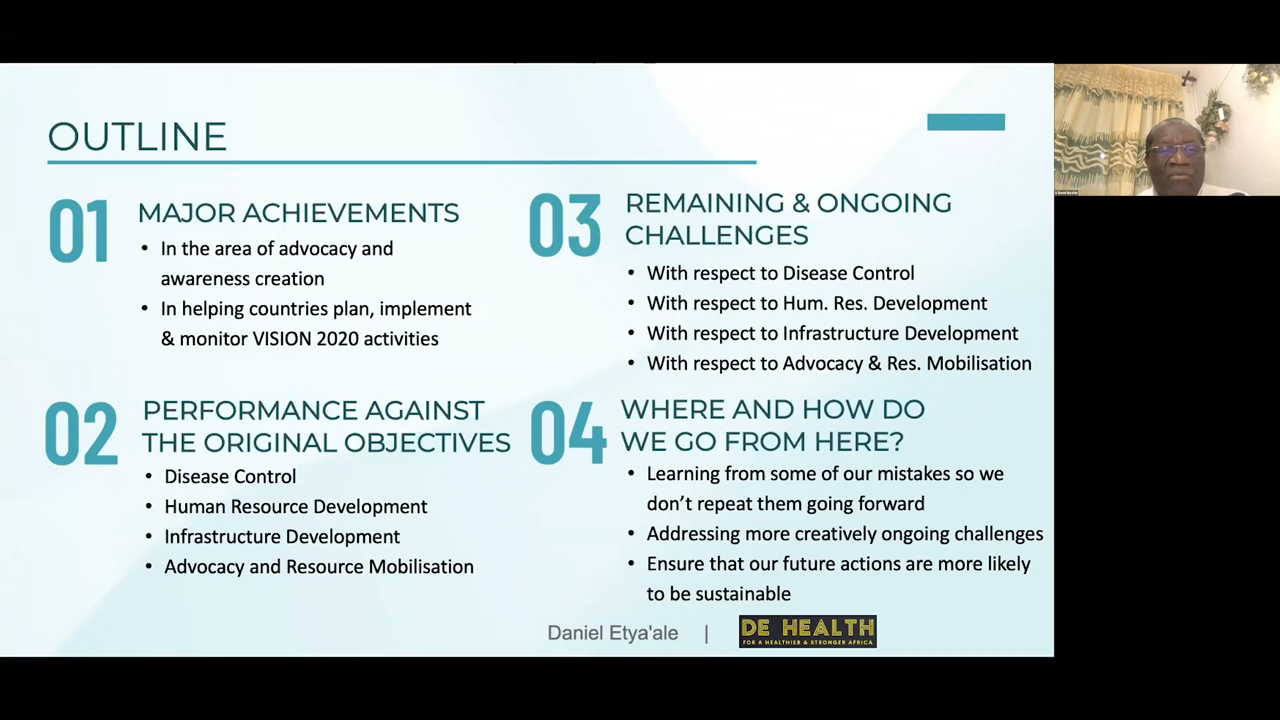 OUTLINE
01
MAJOR ACHIEVEMENTS
• In the area of advocacy and
awareness creation
• In helping countries plan, implement
& monitor VISION 2020 activities
02
PERFORMANCE AGAINST
THE ORIGINAL OBJECTIVES
• Disease Control
• Human Resource Development
• Infrastructure Development
• Advocacy and Resource Mobilisation
03
REMAINING & ONGOING
CHALLENGES
• With respect to Disease Control
• With respect to Hum. Res. Development
• With respect to Infrastructure Development
• With respect to Advocacy & Res. Mobilisation
04
WHERE AND HOW DO
WE GO FROM HERE?
• Learning from some of our mistakes so we
don’t repeat them going forward
• Addressing more creatively ongoing challenges
• Ensure that our future actions are more likely
to be sustainable
Daniel Etya'ale |
DE HEALTH
FOR A HEALTHIER & STRONGER AFRICA